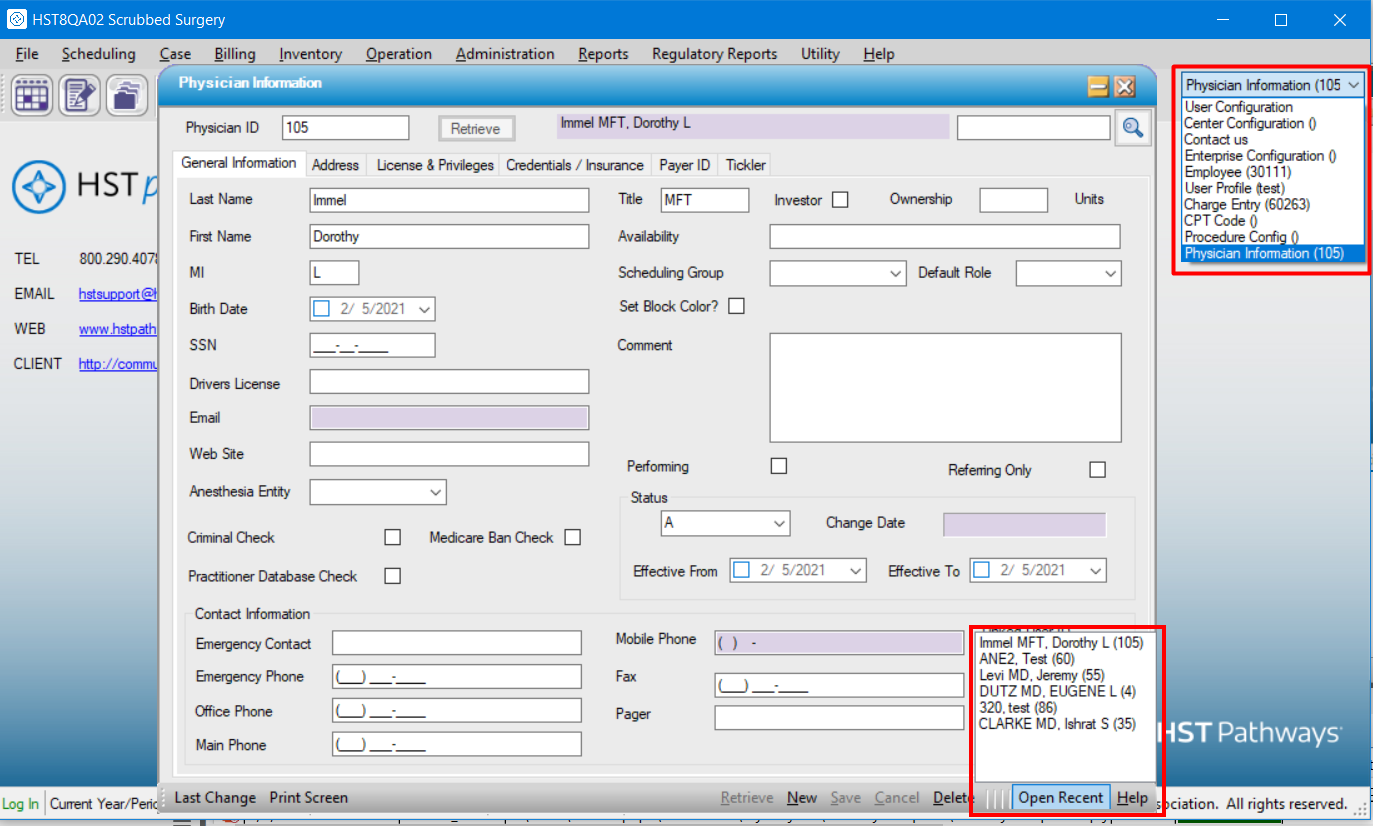 HST8QA02 Scrubbed Surgery
File Scheduling Case Billing Inventory Operation Administration Reports Regulatory Reports Utility Help
Physician Information
Physician Information (105
User Configuration
Center Configuration ()
Contact us
Enterprise Configuration ()
Employee (30111)
User Profile (test)
Charge Entry (60263)
CPT Code ()
Procedure Config ()
Physician Information (105)
HST p
TEL 800.290.4078
EMAIL hstsupport@h
WEB www.hstpath
CLIENT http://commu
Physician ID 105 Retrieve Immel MFT, Dorothy L
General Information Address License & Privileges Credentials / Insurance Payer ID Tickler
Last Name Immel Title MFT Investor Ownership Units
First Name Dorothy Availability
MI L Scheduling Group Default Role
Birth Date 2/ 5/2021 Set Block Color?
SSN ___-__-____ Comment
Drivers License
Email
Web Site
Performing Referring Only
Anesthesia Entity
Status
A Change Date
Criminal Check Medicare Ban Check
Effective From 2/ 5/2021 Effective To 2/ 5/2021
Practitioner Database Check
Contact Information
Emergency Contact Mobile Phone ( ) -
Emergency Phone (___) ___-____ Fax (___) ___-____
Office Phone (___) ___-____ Pager
Main Phone (___) ___-____
Immel MFT, Dorothy L (105)
ANE2, Test (60)
Levi MD, Jeremy (55)
DUTZ MD, EUGENE L (4)
320, test (86)
CLARKE MD, Ishrat S (35)
HST Pathways
Last Change Print Screen Retrieve New Save Cancel Delete Open Recent Help
Log In Current Year/Perio sociation. All rights reserved.